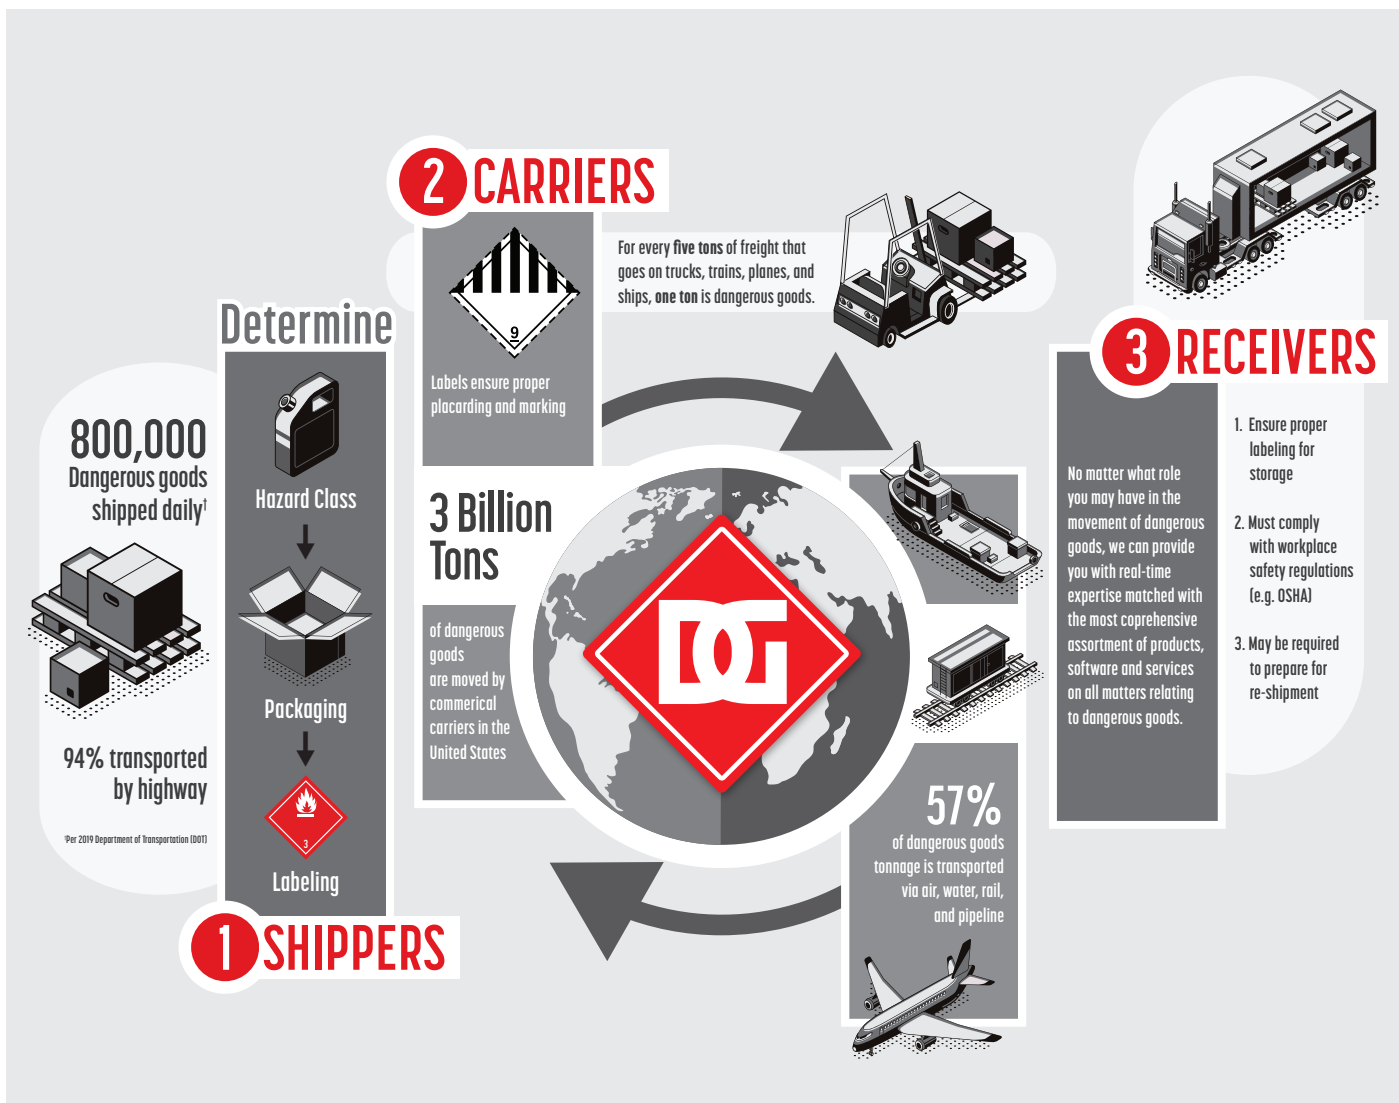 2 CARRIERS
9
Labels ensure proper
placarding and marking
For every five tons of freight that
goes on trucks, trains, planes, and
ships, one ton is dangerous goods.
3 Billion
Tons
of dangerous
goods
are moved by
commerical
carriers in the
United States
Determine
Hazard Class
Packaging
3
Labeling
1 SHIPPERS
800,000
Dangerous goods
shipped daily†
94% transported
by highway
†Per 2019 Department of Transportation (DOT)
DG
57%
of dangerous goods
tonnage is transported
via air, water, rail,
and pipeline
3 RECEIVERS
No matter what role
you may have in the
movement of dangerous
goods, we can provide
you with real-time
expertise matched with
the most coprehensive
assortment of products,
software and services
on all matters relating
to dangerous goods.
1. Ensure proper
labeling for
storage
2. Must comply
with workplace
safety regulations
(e.g. OSHA)
3. May be required
to prepare for
re-shipment